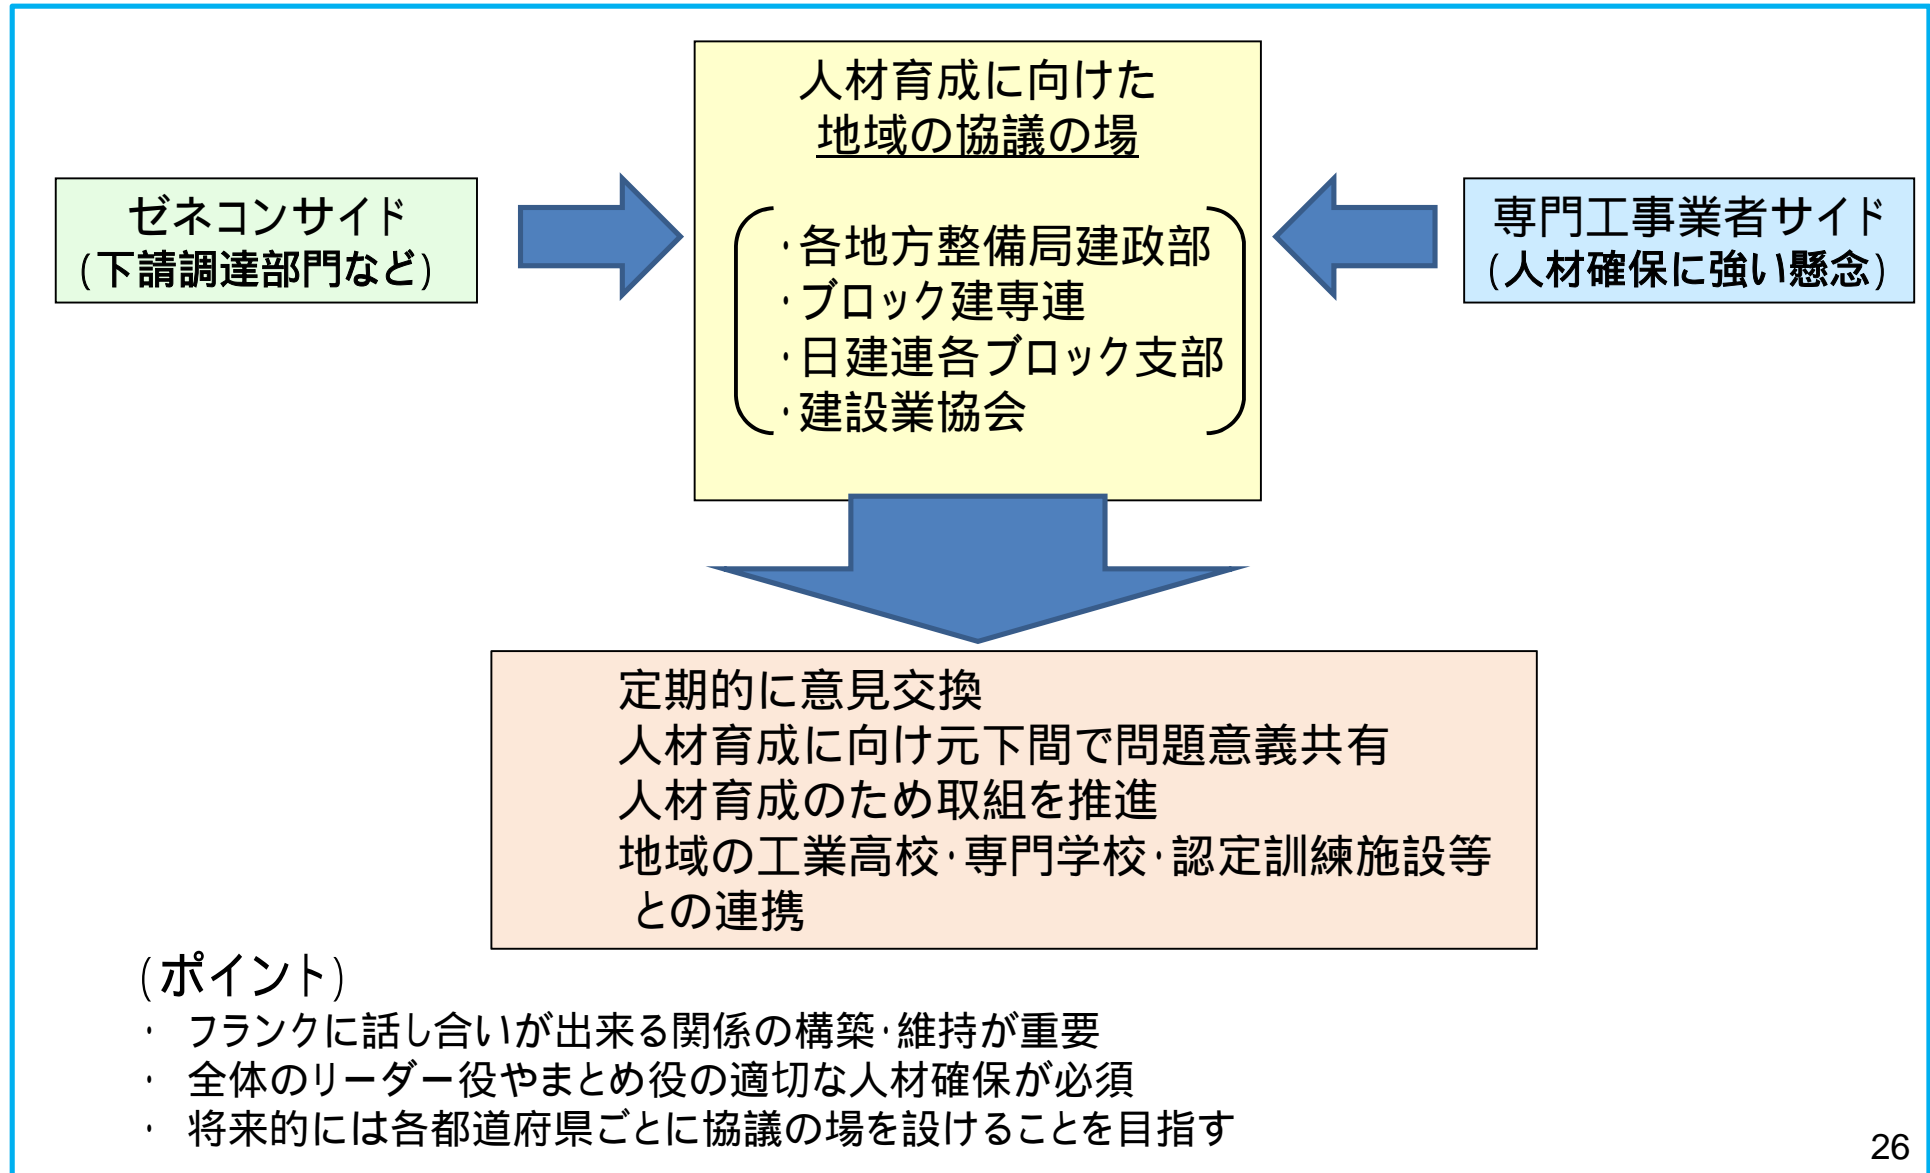 人材育成に向けた
地域の協議の場
ゼネコンサイド
(下請調達部門など)
・各地方整備局建政部
・ブロック建専連
・日建連各ブロック支部
・建設業協会
専門工事業者サイド
(人材確保に強い懸念)
定期的に意見交換
人材育成に向け元下間で問題意義共有
人材育成のため取組を推進
地域の工業高校・専門学校・認定訓練施設等
との連携
(ポイント)
・ フランクに話し合いが出来る関係の構築・維持が重要
・ 全体のリーダー役やまとめ役の適切な人材確保が必須
・ 将来的には各都道府県ごとに協議の場を設けることを目指す
26